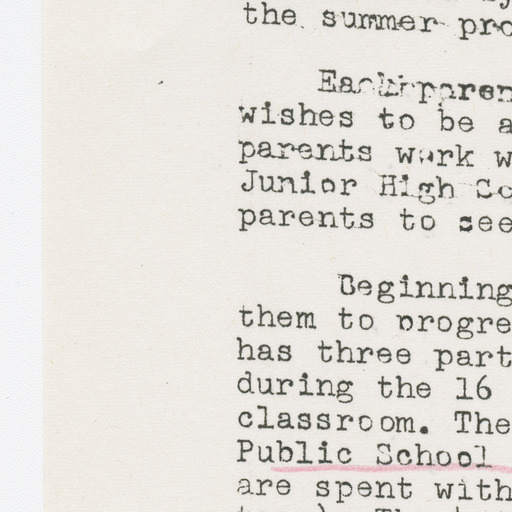 the summer pro
Each paren
wishes to be a
parents work w
Junior High Sc
parents to see
Beginning
them to progre
has three part
during the 16
classroom. The
Public School
are spent with